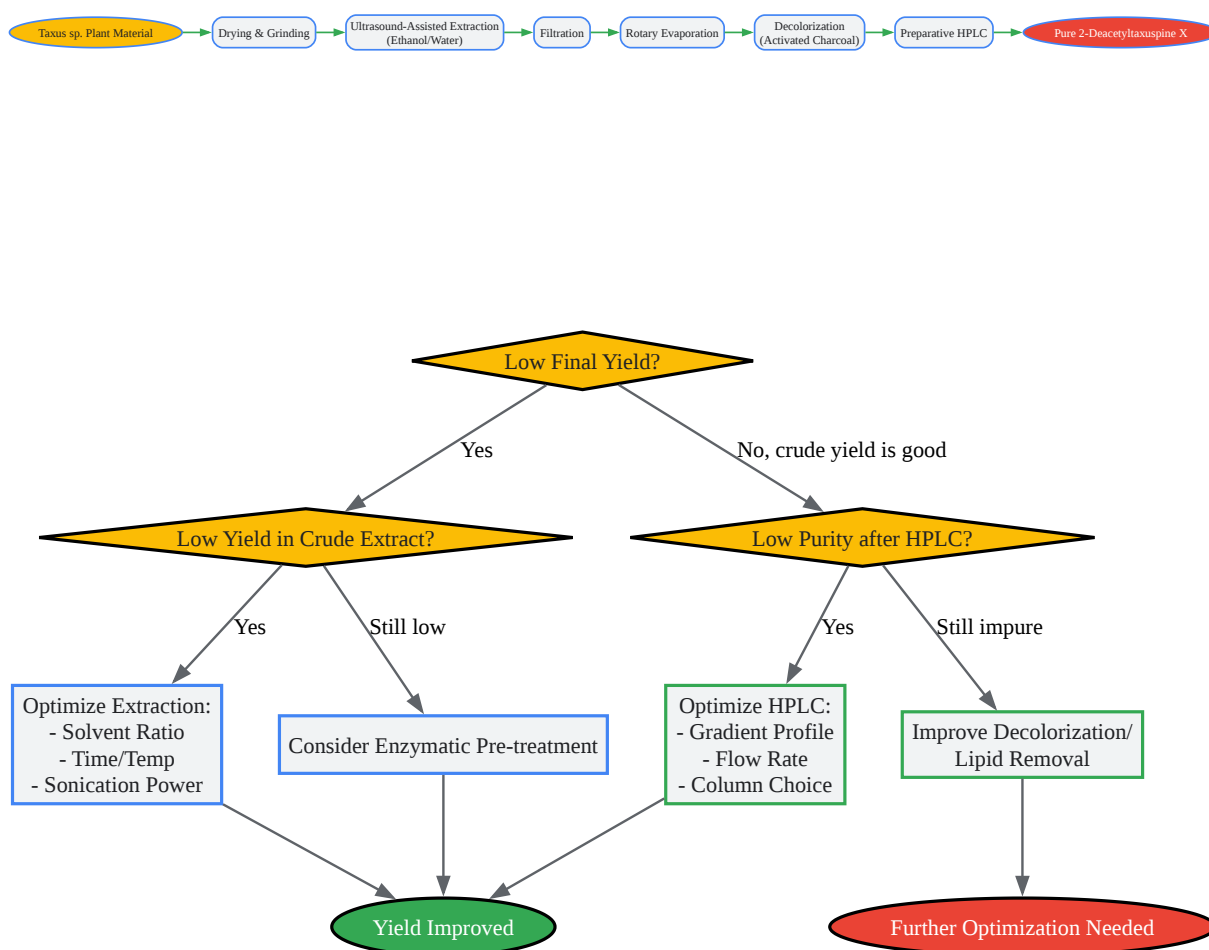 Taxus sp. Plant Material
Drying & Grinding
Ultrasound-Assisted Extraction
(Ethanol/Water)
Filtration
Rotary Evaporation
Decolorization
(Activated Charcoal)
Preparative HPLC
Pure 2-Deacetyltaxuspine X
Low Final Yield?
Yes
No, crude yield is good
Low Yield in Crude Extract?
Low Purity after HPLC?
Yes
Still low
Yes
Still impure
Optimize Extraction:
- Solvent Ratio
- Time/Temp
- Sonication Power
Consider Enzymatic Pre-treatment
Optimize HPLC:
- Gradient Profile
- Flow Rate
- Column Choice
Improve Decolorization/
Lipid Removal
Yield Improved
Further Optimization Needed